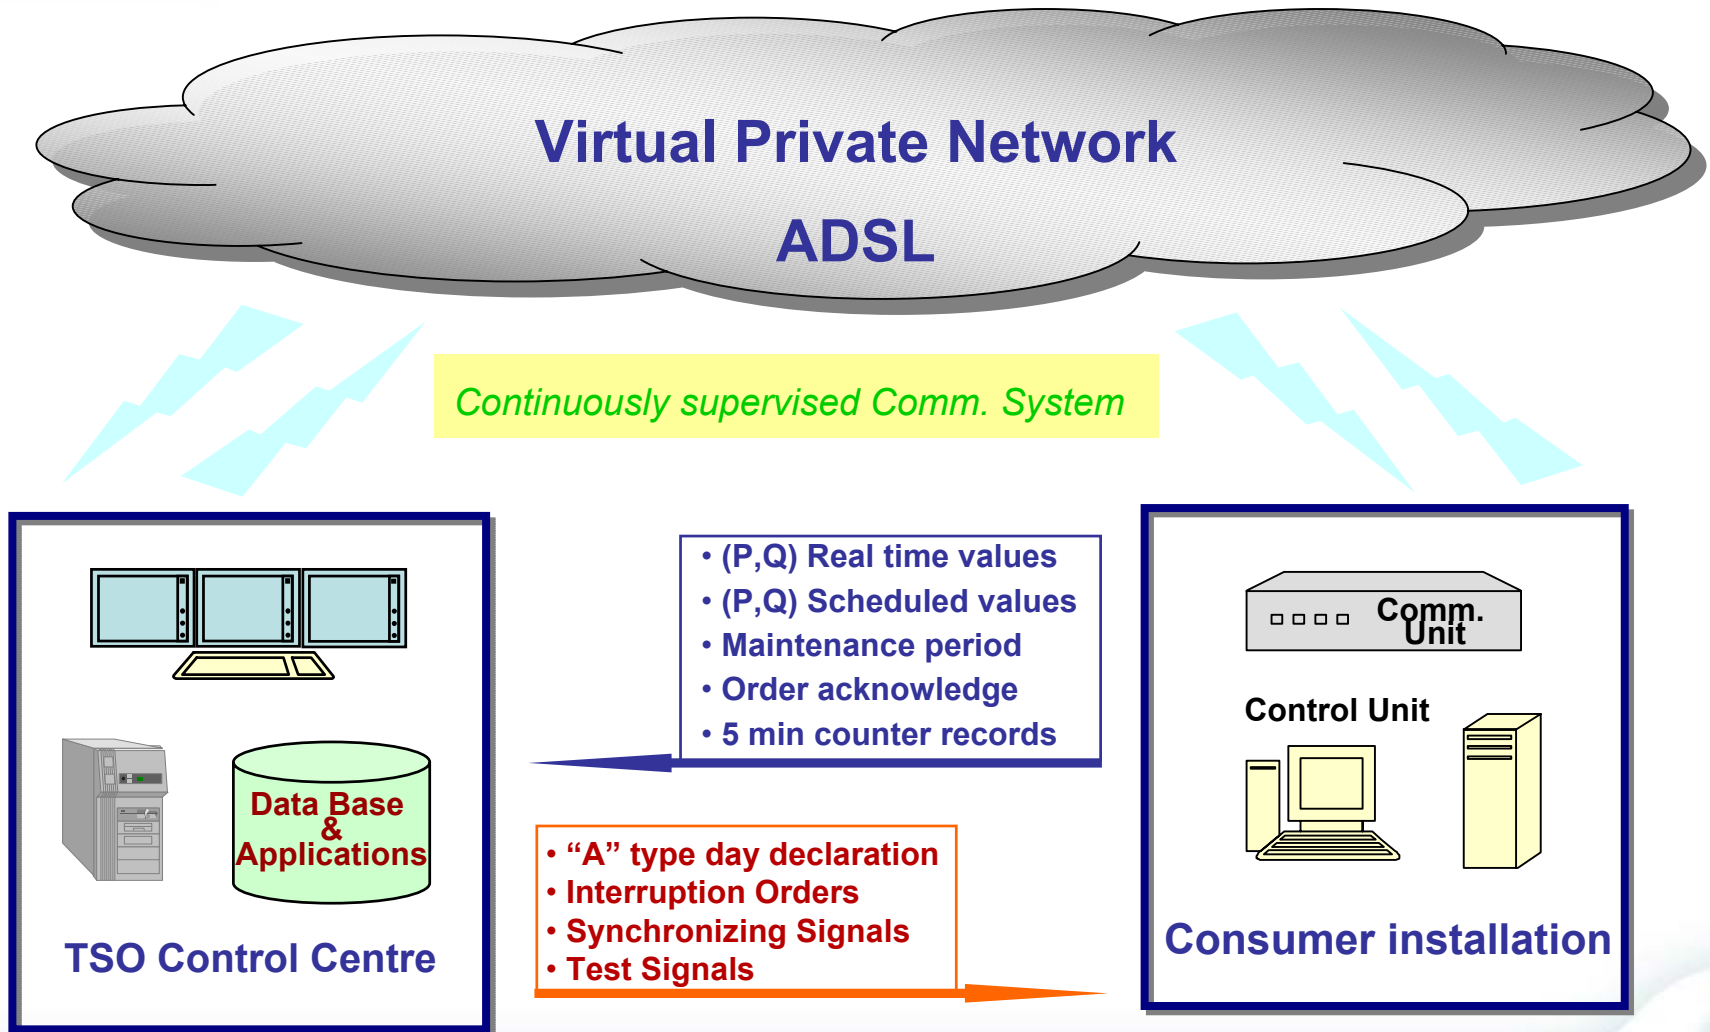 Virtual Private Network
ADSL
Continuously supervised Comm. System
• (P,Q) Real time values
• (P,Q) Scheduled values
• Maintenance period
• Order acknowledge
• 5 min counter records
Comm.
Unit
Control Unit
Data Base
&
Applications
• “A” type day declaration
• Interruption Orders
• Synchronizing Signals
• Test Signals
TSO Control Centre
Consumer installation